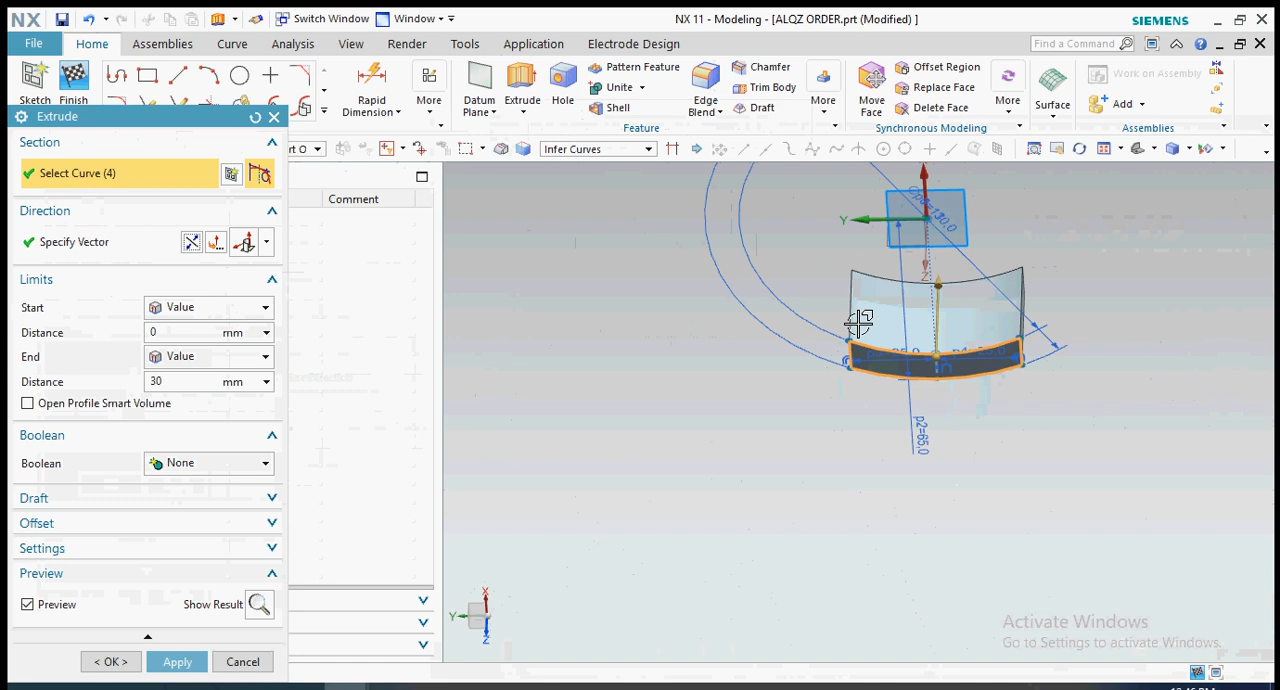 NX
Switch Window
Window
NX 11 - Modeling - [ALQZ ORDER.prt (Modified) ]
SIEMENS
File
Home
Assemblies
Curve
Analysis
View
Render
Tools
Application
Electrode Design
Find a Command
Sketch
Finish
Rapid
Dimension
More
Datum
Plane
Extrude
Hole
Pattern Feature
Unite
Shell
Edge
Blend
Chamfer
Trim Body
Draft
More
Move
Face
Offset Region
Replace Face
Delete Face
More
Surface
Work on Assembly
Add
Feature
Synchronous Modeling
Assemblies
Extrude
rt O
Infer Curves
Section
Select Curve (4)
Comment
Direction
Specify Vector
Limits
Start
Value
Distance
0
mm
End
Value
Distance
30
mm
Open Profile Smart Volume
Boolean
Boolean
None
Draft
Offset
Settings
Preview
Preview
Show Result
< OK >
Apply
Cancel
Y
Z
p2=65.0
X
Y
Z
Activate Windows
Go to Settings to activate Windows.